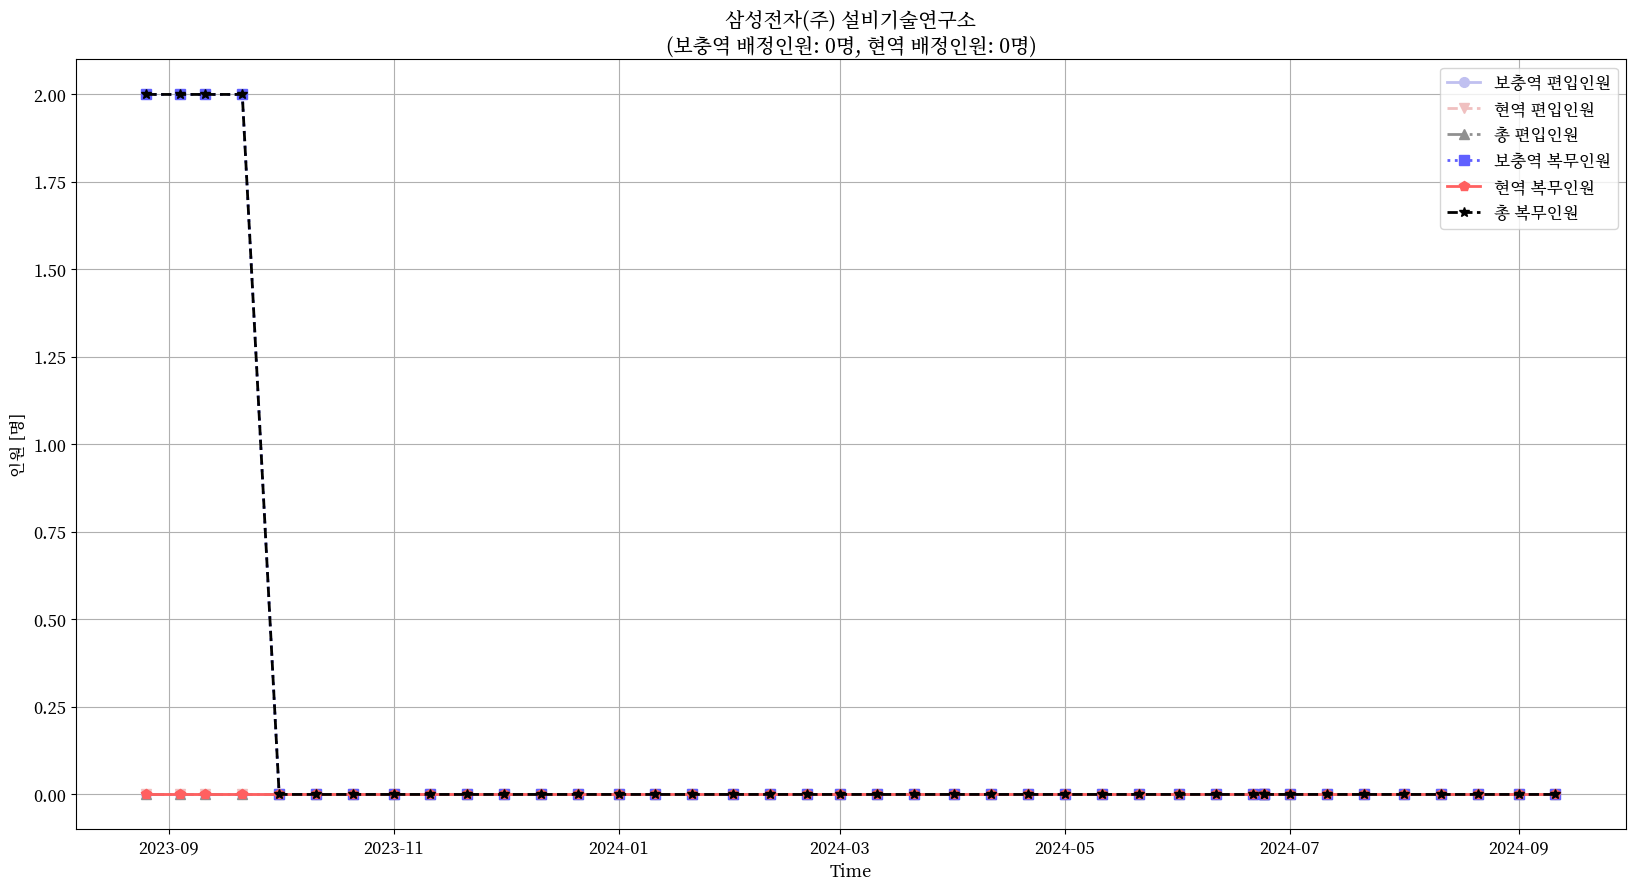 삼성전자(주) 설비기술연구소
(보충역 배정인원: 0명, 현역 배정인원: 0명)
보충역 편입인원
현역 편입인원
총 편입인원
보충역 복무인원
현역 복무인원
총 복무인원
인원 [명]
2.00
1.75
1.50
1.25
1.00
0.75
0.50
0.25
0.00
2023-09
2023-11
2024-01
2024-03
2024-05
2024-07
2024-09
Time